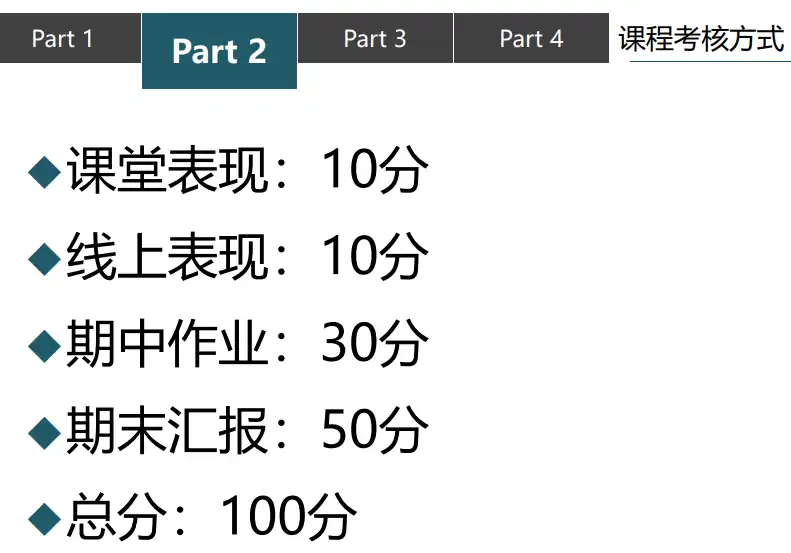 Part 1 Part 2 Part 3 Part 4 课程考核方式
课堂表现：10分
线上表现：10分
期中作业：30分
期末汇报：50分
总分：100分